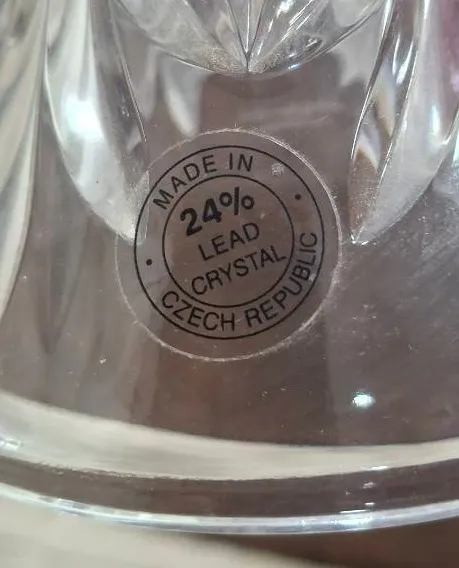 MADE IN
24%
LEAD
CRYSTAL
CZECH REPUBLIC